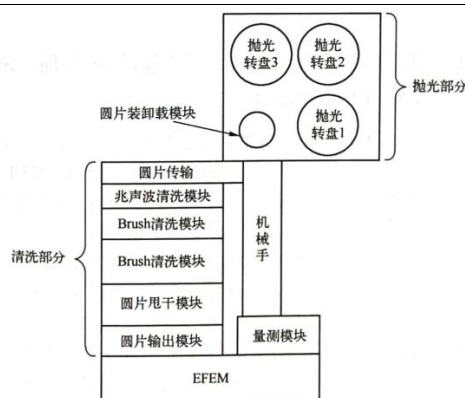 抛光
转盘3
抛光
转盘2
抛光部分
圆片装卸载模块
抛光
转盘1
圆片传输
兆声波清洗模块
Brush清洗模块
机械手
清洗部分
Brush清洗模块
圆片甩干模块
圆片输出模块
量测模块
EFEM